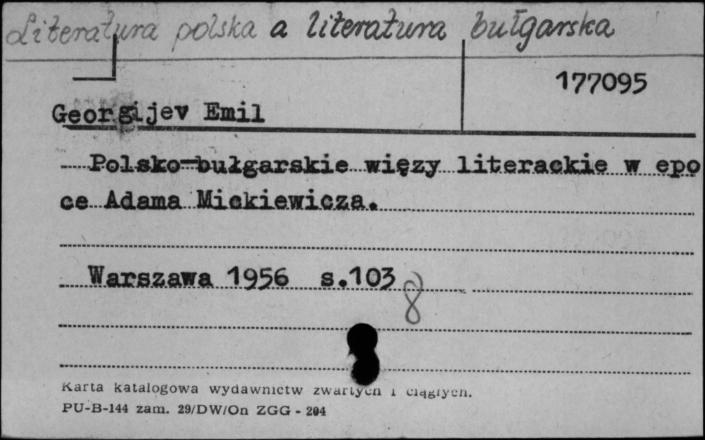 Literatura polska a literatura bułgarska
177095
Georgijev Emil
Polsko-bułgarskie więzy literackie w epo
ce Adama Mickiewicza.
Warszawa 1956 s.103
8
Karta katalogowa wydawnictw zwartych i ciągłych.
PU-B-144 zam. 29/DW/On ZGG - 204